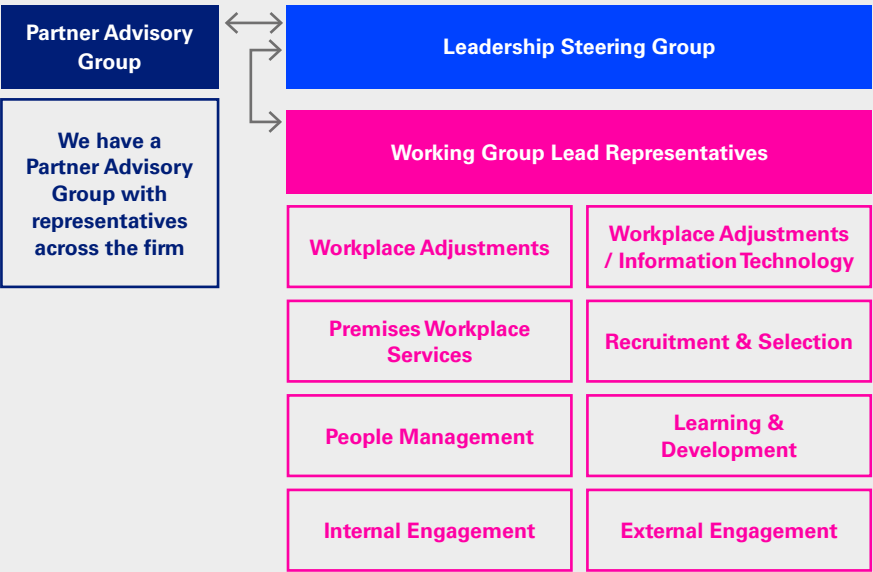 Partner Advisory
Group
Leadership Steering Group
We have a
Partner Advisory
Group with
representatives
across the firm
Working Group Lead Representatives
Workplace Adjustments
Workplace Adjustments
/ Information Technology
Premises Workplace
Services
Recruitment & Selection
People Management
Learning &
Development
Internal Engagement
External Engagement